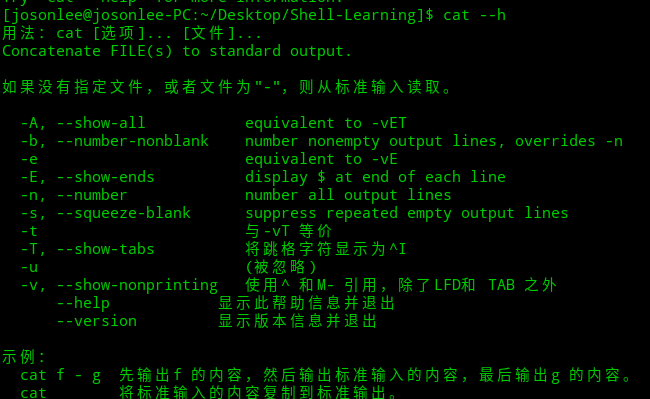 Try 'cat --help' for more information.
[josonlee@josonlee-PC:~/Desktop/Shell-Learning]$ cat --h
用法: cat [选项]... [文件]...
Concatenate FILE(s) to standard output.
如果没有指定文件，或者文件为"-"，则从标准输入读取。
-A, --show-all equivalent to -vET
-b, --number-nonblank number nonempty output lines, overrides -n
-e equivalent to -vE
-E, --show-ends display $ at end of each line
-n, --number number all output lines
-s, --squeeze-blank suppress repeated empty output lines
-t 与-vT 等价
-T, --show-tabs 将跳格字符显示为^I
-u (被忽略)
-v, --show-nonprinting 使用^ 和M- 引用，除了LFD和 TAB 之外
--help 显示此帮助信息并退出
--version 显示版本信息并退出
示例:
cat f - g 先输出f 的内容，然后输出标准输入的内容，最后输出g 的内容。
cat 将标准输入的内容复制到标准输出。